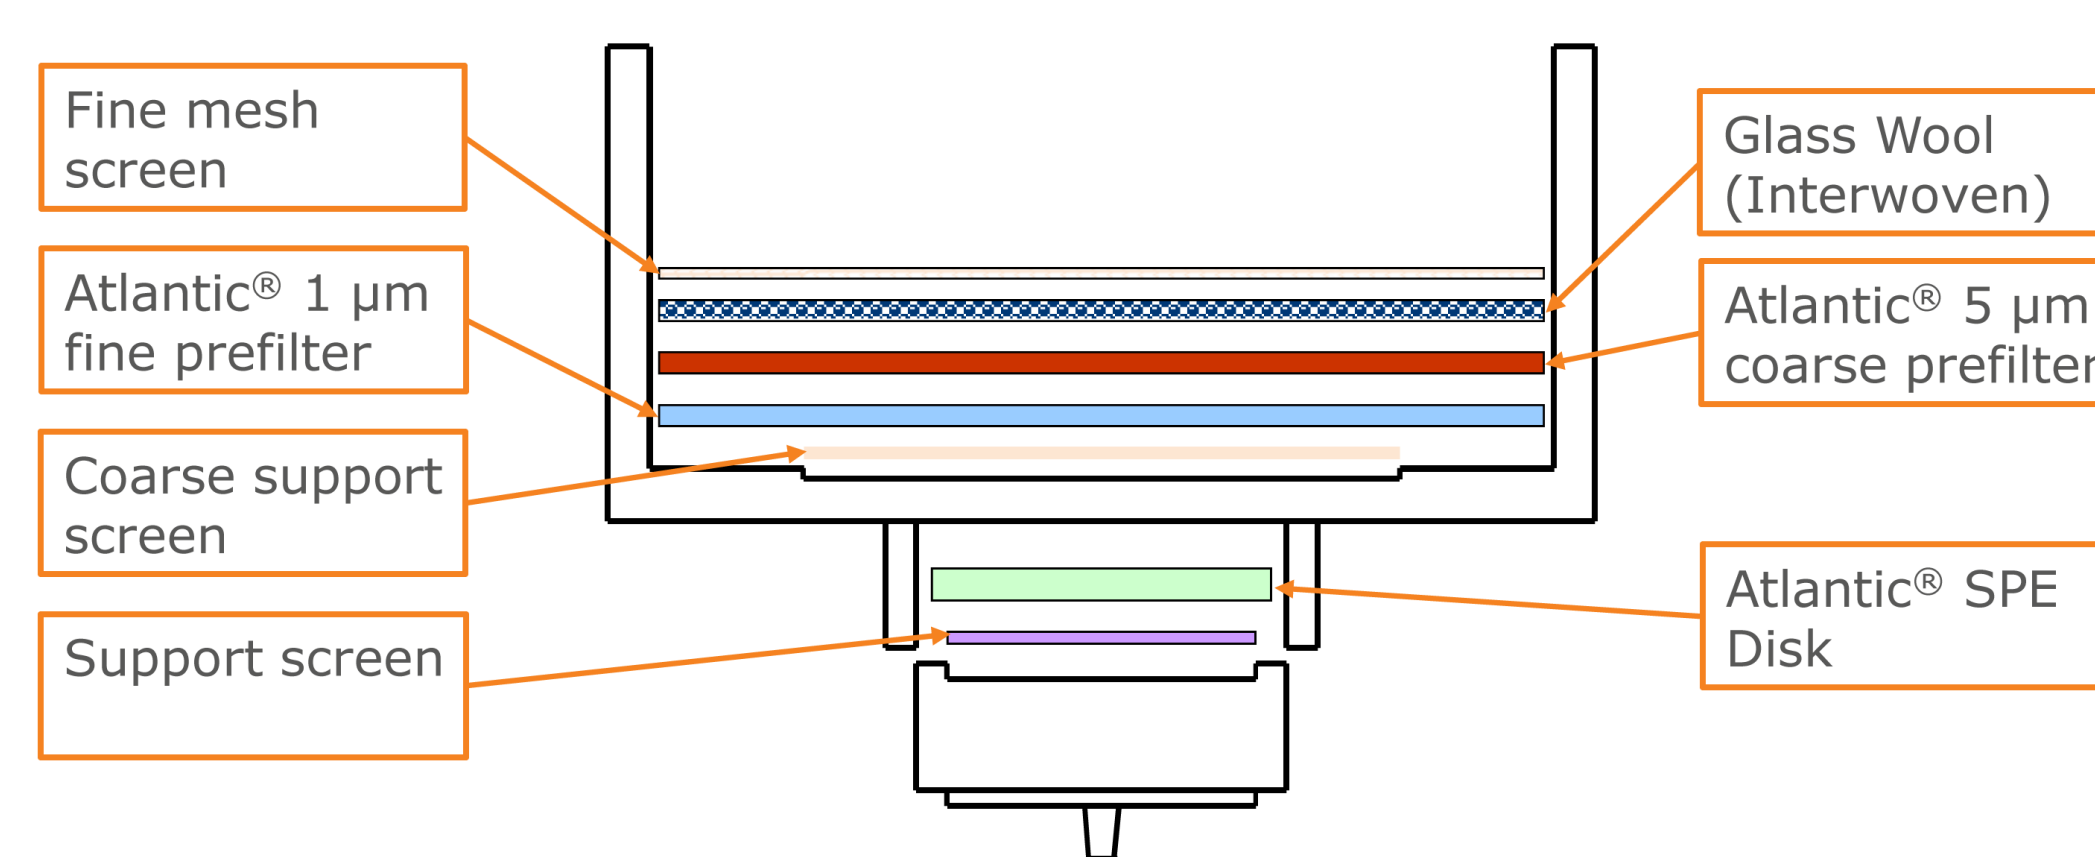 Fine mesh
screen
Atlantic® 1 µm
fine prefilter
Coarse support
screen
Support screen
Glass Wool
(Interwoven)
Atlantic® 5 µm
coarse prefilter
Atlantic® SPE
Disk